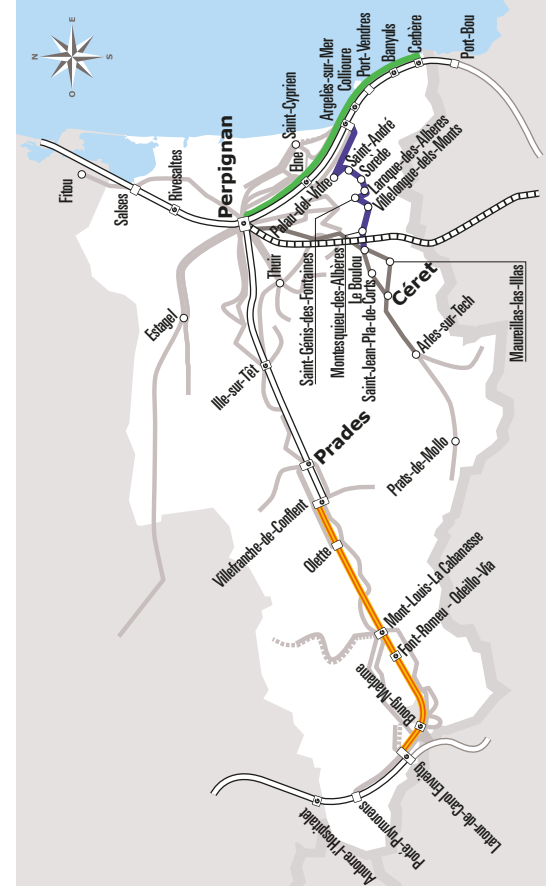 N
E
S
O
Fitou
Salses
Rivesaltes
Perpignan
Saint-Cyprien
Elne
Argelès-sur-Mer
Collioure
Port-Vendres
Banyuls
Cerbère
Port-Bou
Palau-del-Vidre
Saint-André
Sorède
Laroque-des-Albères
Villelongue-dels-Monts
Saint-Génis-des-Fontaines
Montesquieu-des-Albères
Le Boulou
Saint-Jean-Pla-de-Corts
Céret
Maureillas-las-Illas
Arles-sur-Tech
Prats-de-Mollo
Thuir
Estagel
Ille-sur-Têt
Prades
Villefranche-de-Conflent
Olette
Mont-Louis-La Cabanasse
Font-Romeu - Odeillo-Via
Bourg-Madame
Latour-de-Carol Enveitg
Porté-Puymorens
Andorre-l'Hospitalet